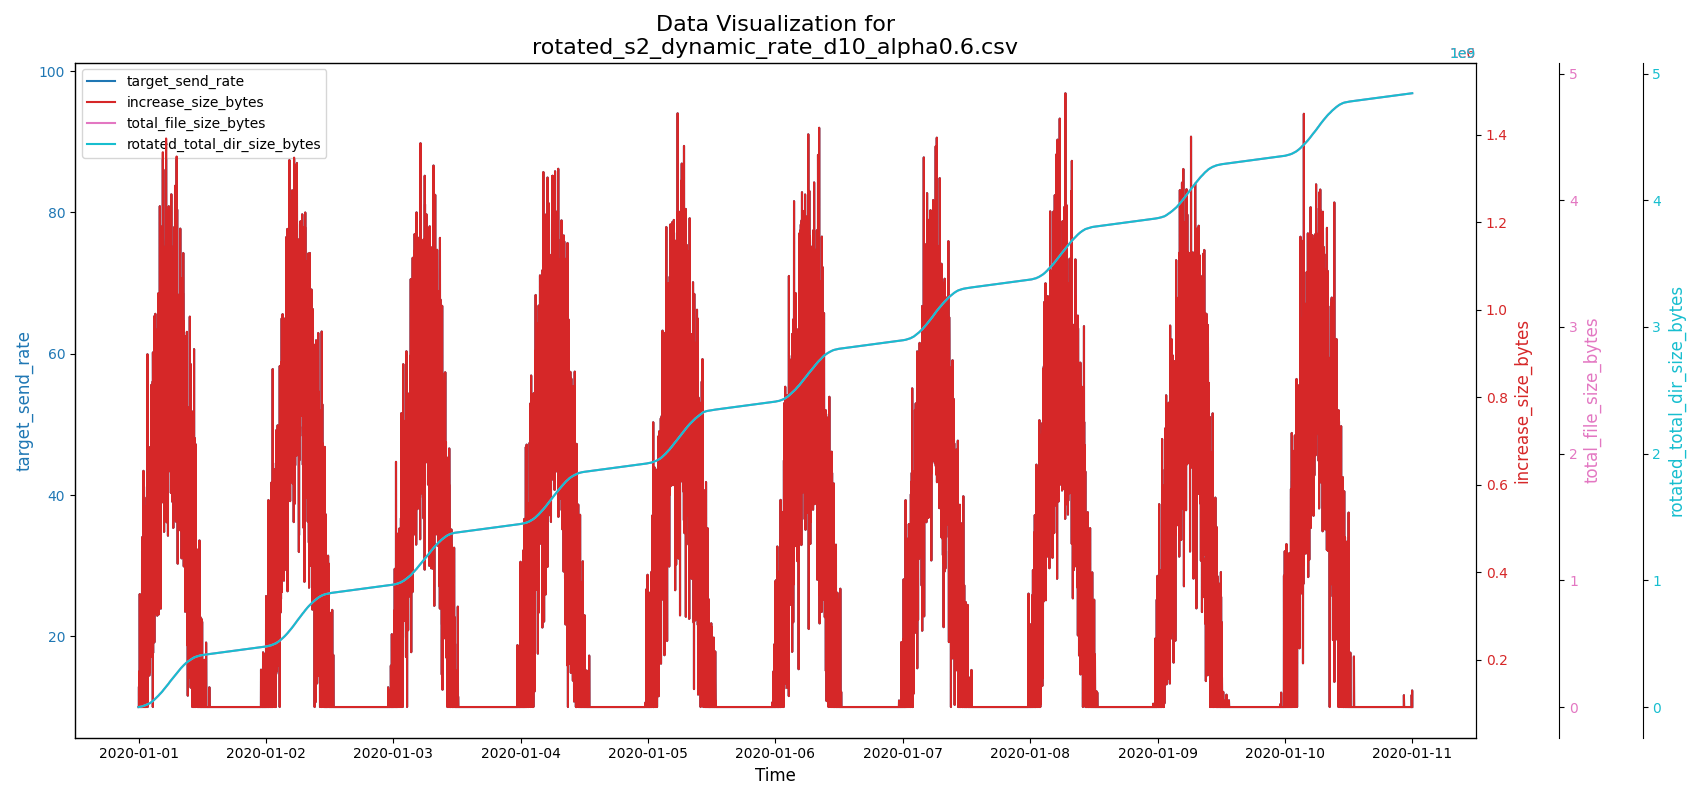 Data Visualization for
rotated_s2_dynamic_rate_d10_alpha0.6.csv
target_send_rate
increase_size_bytes
total_file_size_bytes
rotated_total_dir_size_bytes
100
80
60
40
20
target_send_rate
1.4
1.2
1.0
0.8
0.6
0.4
0.2
increase_size_bytes
5
4
3
2
1
0
total_file_size_bytes
5
4
3
2
1
0
rotated_total_dir_size_bytes
2020-01-01 2020-01-02 2020-01-03 2020-01-04 2020-01-05 2020-01-06 2020-01-07 2020-01-08 2020-01-09 2020-01-10 2020-01-11
Time